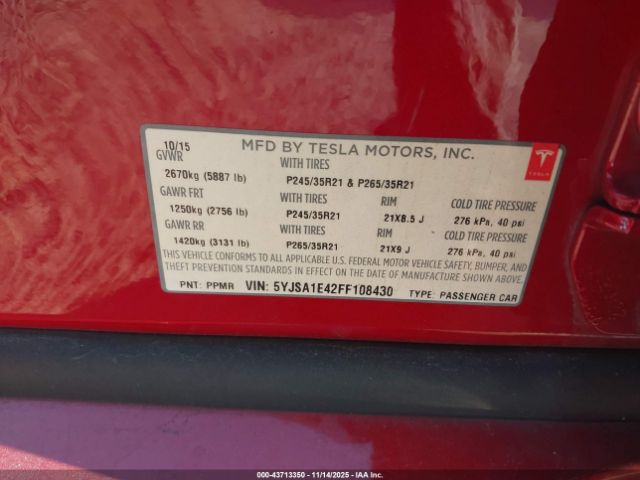 10/15 MFD BY TESLA MOTORS, INC.
GVWR WITH TIRES
2670kg (5887 lb) P245/35R21 & P265/35R21
GAWR FRT WITH TIRES RIM COLD TIRE PRESSURE
1250kg (2756 lb) P245/35R21 21X8.5 J 276 kPa, 40 psi
GAWR RR WITH TIRES RIM COLD TIRE PRESSURE
1420kg (3131 lb) P265/35R21 21X9 J 276 kPa, 40 psi
THIS VEHICLE CONFORMS TO ALL APPLICABLE U.S. FEDERAL MOTOR VEHICLE SAFETY, BUMPER, AND
THEFT PREVENTION STANDARDS IN EFFECT ON THE DATE OF MANUFACTURE SHOWN ABOVE.
PNT: PPMR VIN: 5YJSA1E42FF108430 TYPE: PASSENGER CAR
TESLA
000-43713350 11/14/2025 IAAI.COM